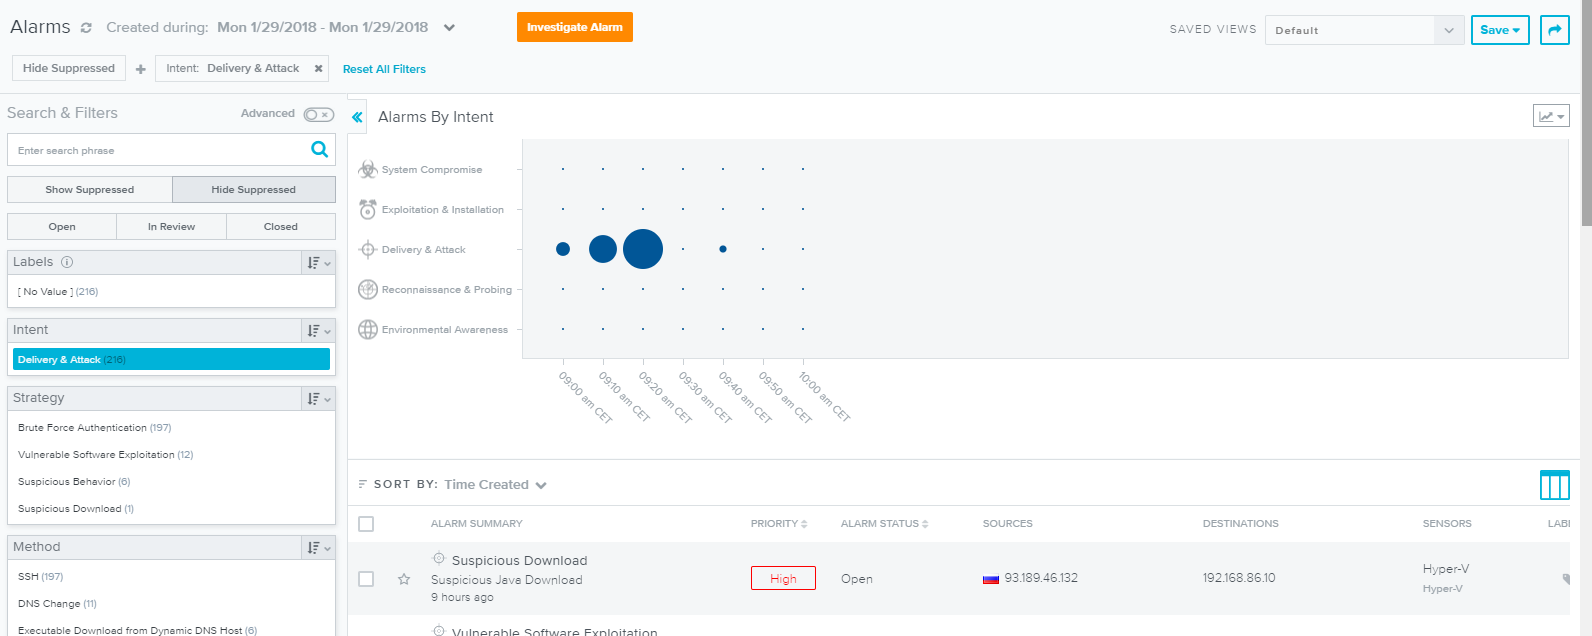 Alarms Created during: Mon 1/29/2018 - Mon 1/29/2018 Investigate Alarm SAVED VIEWS Default Save
Hide Suppressed + Intent: Delivery & Attack × Reset All Filters
Search & Filters Advanced
Enter search phrase
Show Suppressed Hide Suppressed
Open In Review Closed
Labels
[ No Value ] (216)
Intent
Delivery & Attack (216)
Strategy
Brute Force Authentication (197)
Vulnerable Software Exploitation (12)
Suspicious Behavior (6)
Suspicious Download (1)
Method
SSH (197)
DNS Change (11)
Executable Download from Dynamic DNS Host (6)
Alarms By Intent
System Compromise
Exploitation & Installation
Delivery & Attack
Reconnaissance & Probing
Environmental Awareness
09:00 am CET
09:10 am CET
09:20 am CET
09:30 am CET
09:40 am CET
09:50 am CET
10:00 am CET
SORT BY: Time Created
ALARM SUMMARY PRIORITY ALARM STATUS SOURCES DESTINATIONS SENSORS LABE
Suspicious Download
Suspicious Java Download
9 hours ago
High Open 93.189.46.132 192.168.86.10
Hyper-V
Hyper-V
Vulnerable Software Exploitation